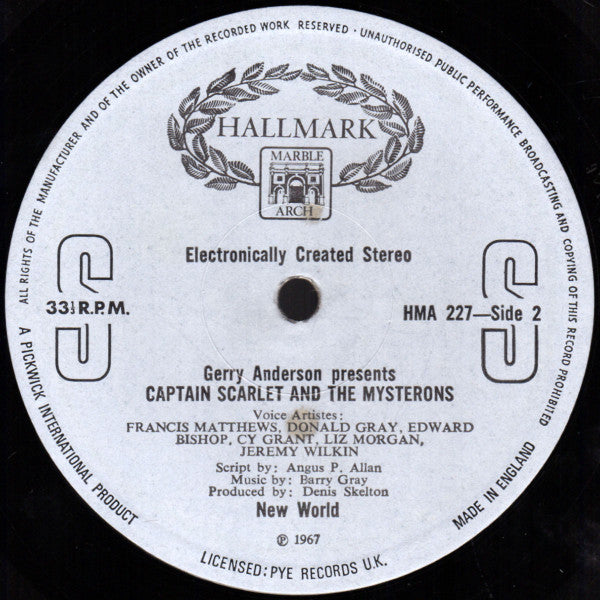 ALL RIGHTS OF THE MANUFACTURER AND OF THE OWNER OF THE RECORDED WORK RESERVED · UNAUTHORISED PUBLIC PERFORMANCE BROADCASTING AND COPYING OF THIS RECORD PROHIBITED
HALLMARK
MARBLE
ARCH
Electronically Created Stereo
S
S
33⅓ R.P.M.
HMA 227—Side 2
Gerry Anderson presents
CAPTAIN SCARLET AND THE MYSTERONS
Voice Artistes:
FRANCIS MATTHEWS, DONALD GRAY, EDWARD
BISHOP, CY GRANT, LIZ MORGAN,
JEREMY WILKIN
Script by: Angus P. Allan
Music by: Barry Gray
Produced by: Denis Skelton
New World
℗ 1967
A PICKWICK INTERNATIONAL PRODUCT
LICENSED: PYE RECORDS U.K.
MADE IN ENGLAND